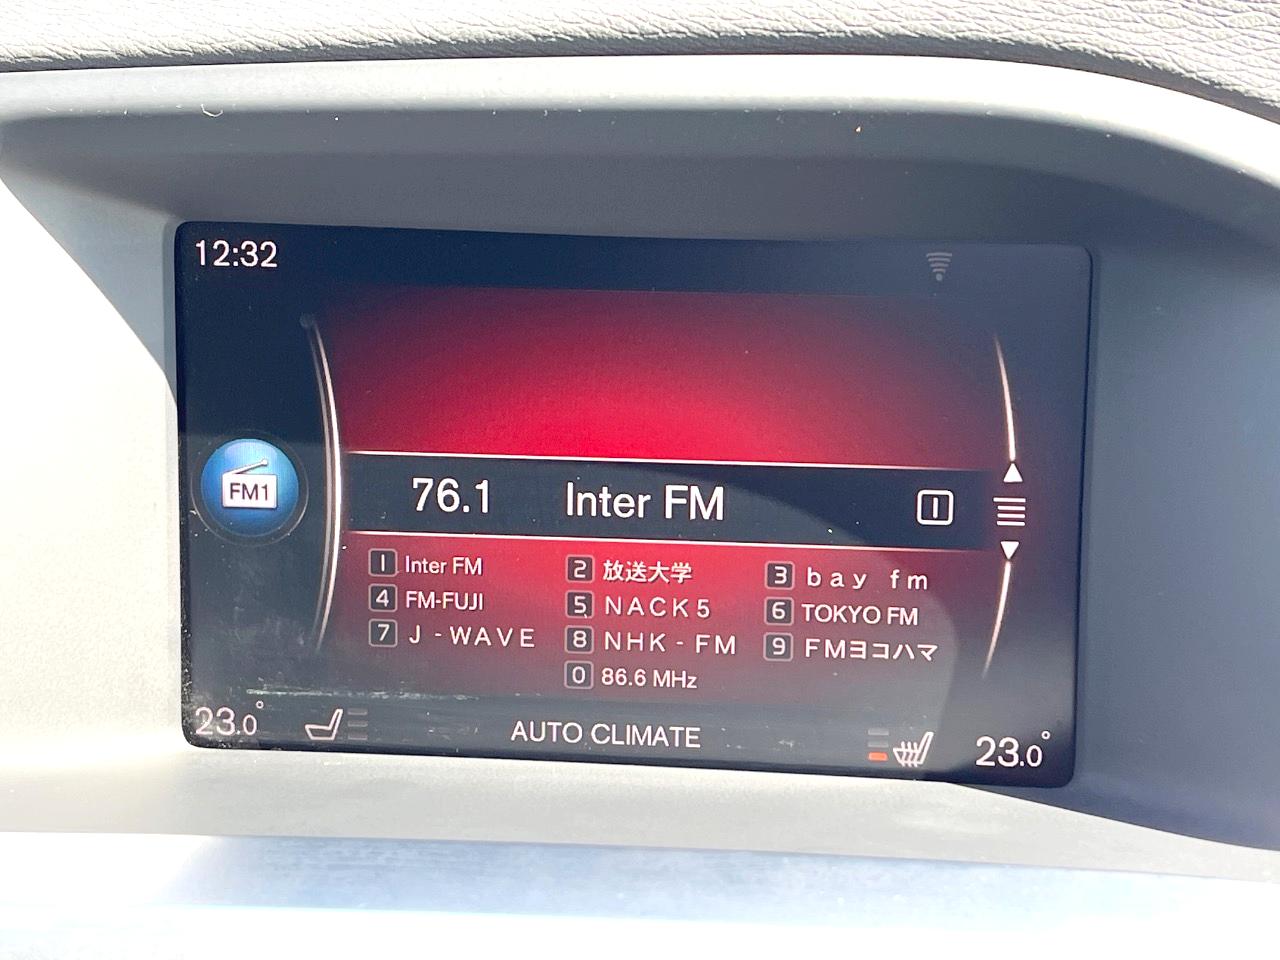 12:32
FM1
76.1 Inter FM 1
1 Inter FM 2 放送大学 3 ｂａｙ　ｆｍ
4 FM-FUJI 5 ＮＡＣＫ５ 6 TOKYO FM
7 Ｊ－ＷＡＶＥ 8 ＮＨＫ－ＦＭ 9 ＦＭヨコハマ
0 86.6 MHz
23.0° AUTO CLIMATE 23.0°